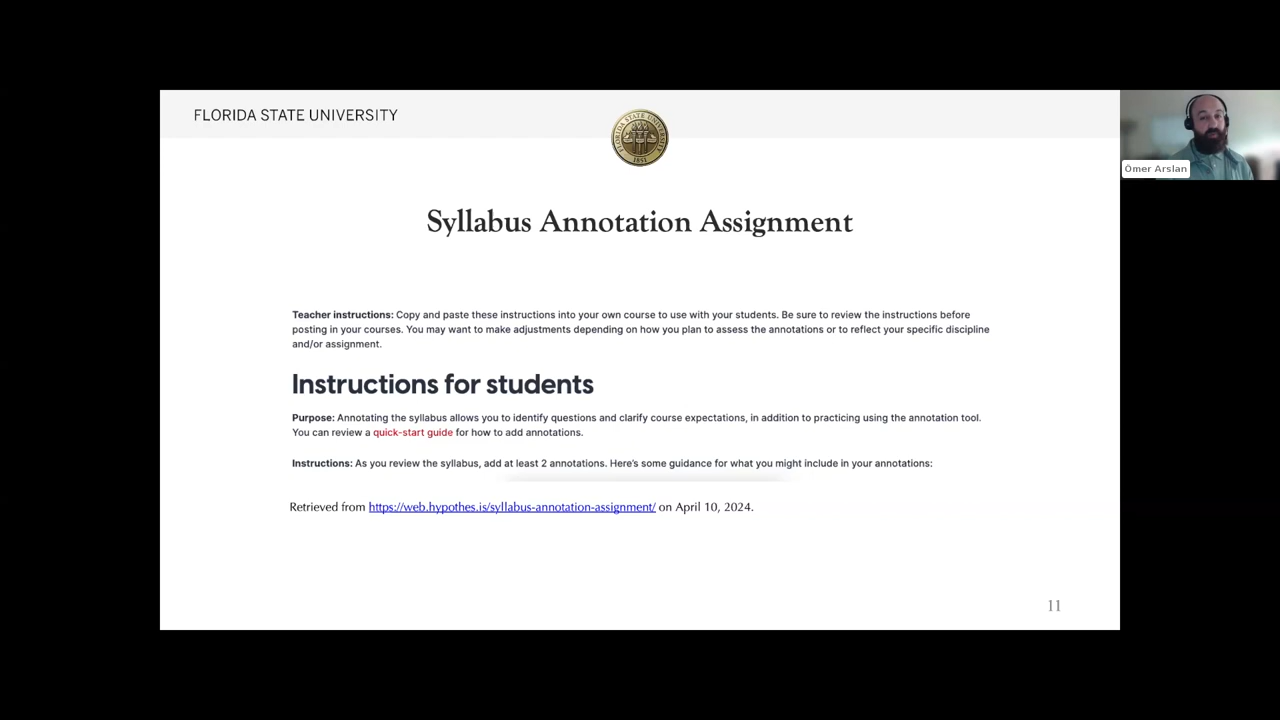 FLORIDA STATE UNIVERSITY
FLORIDA STATE UNIVERSITY
1851
Ömer Arslan
Syllabus Annotation Assignment
Teacher instructions: Copy and paste these instructions into your own course to use with your students. Be sure to review the instructions before
posting in your courses. You may want to make adjustments depending on how you plan to assess the annotations or to reflect your specific discipline
and/or assignment.
Instructions for students
Purpose: Annotating the syllabus allows you to identify questions and clarify course expectations, in addition to practicing using the annotation tool.
You can review a quick-start guide for how to add annotations.
Instructions: As you review the syllabus, add at least 2 annotations. Here's some guidance for what you might include in your annotations:
Retrieved from https://web.hypothes.is/syllabus-annotation-assignment/ on April 10, 2024.
11